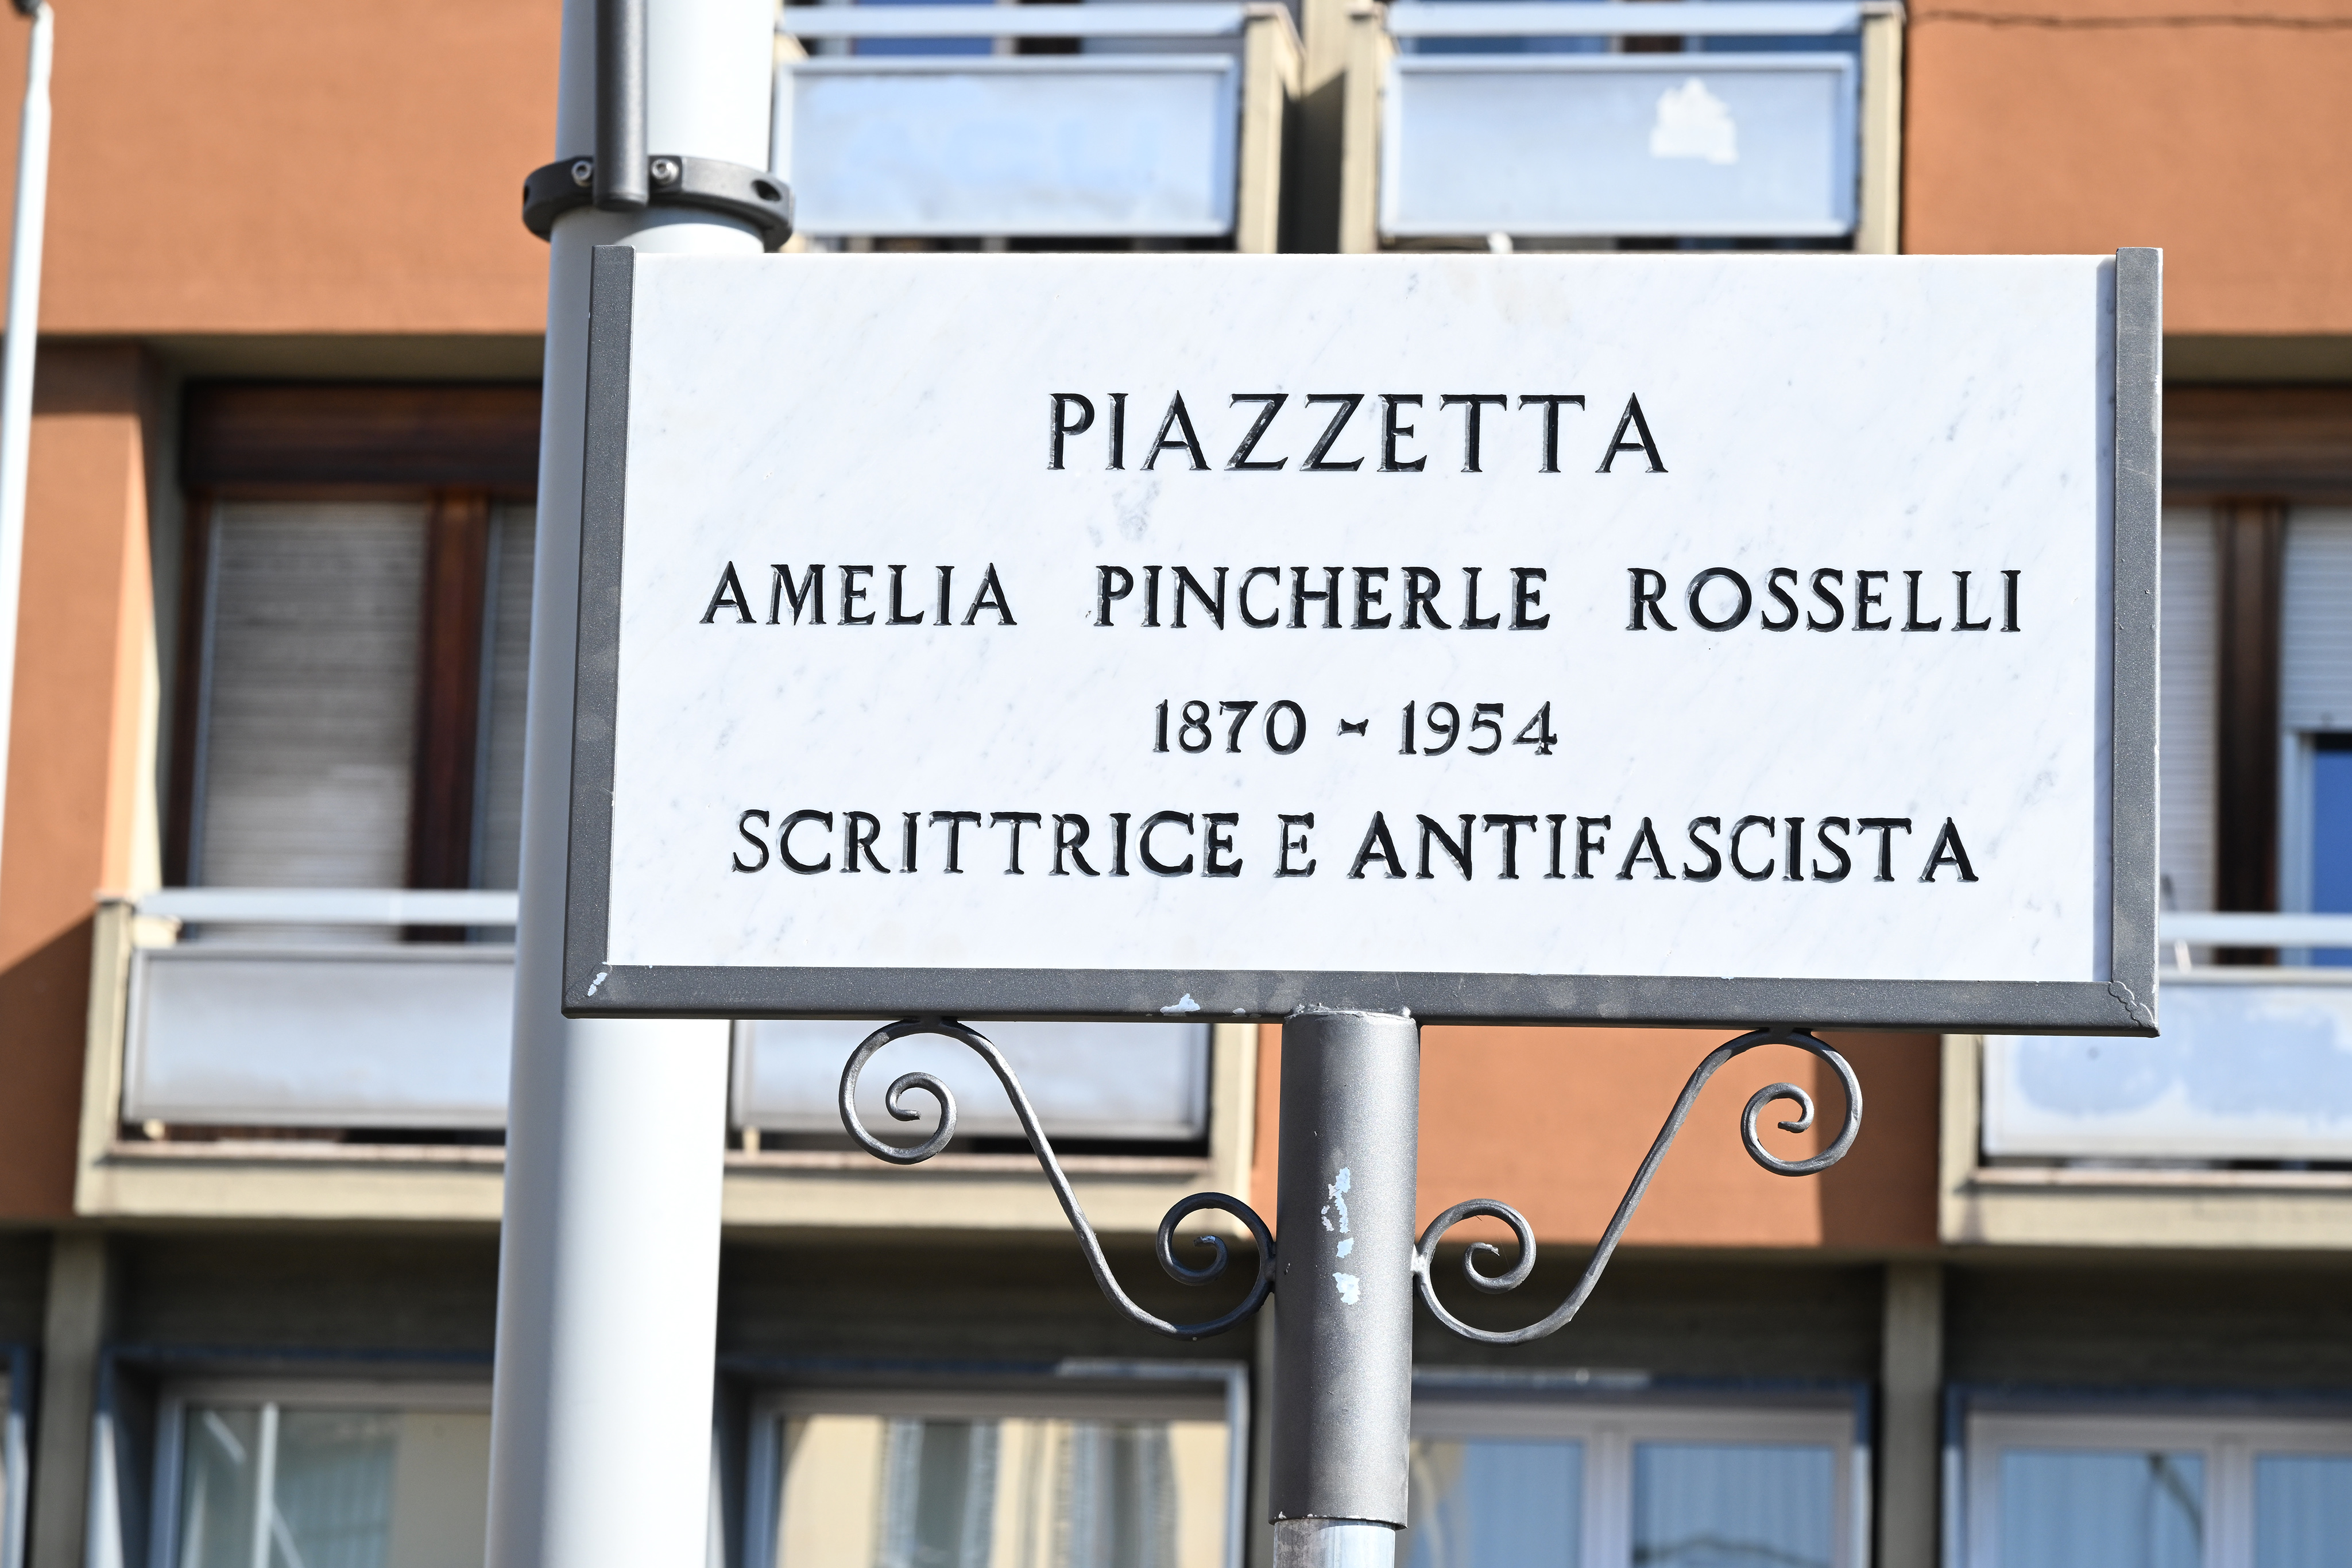 PIAZZETTA
AMELIA PINCHERLE ROSSELLI
1870 - 1954
SCRITTRICE E ANTIFASCISTA